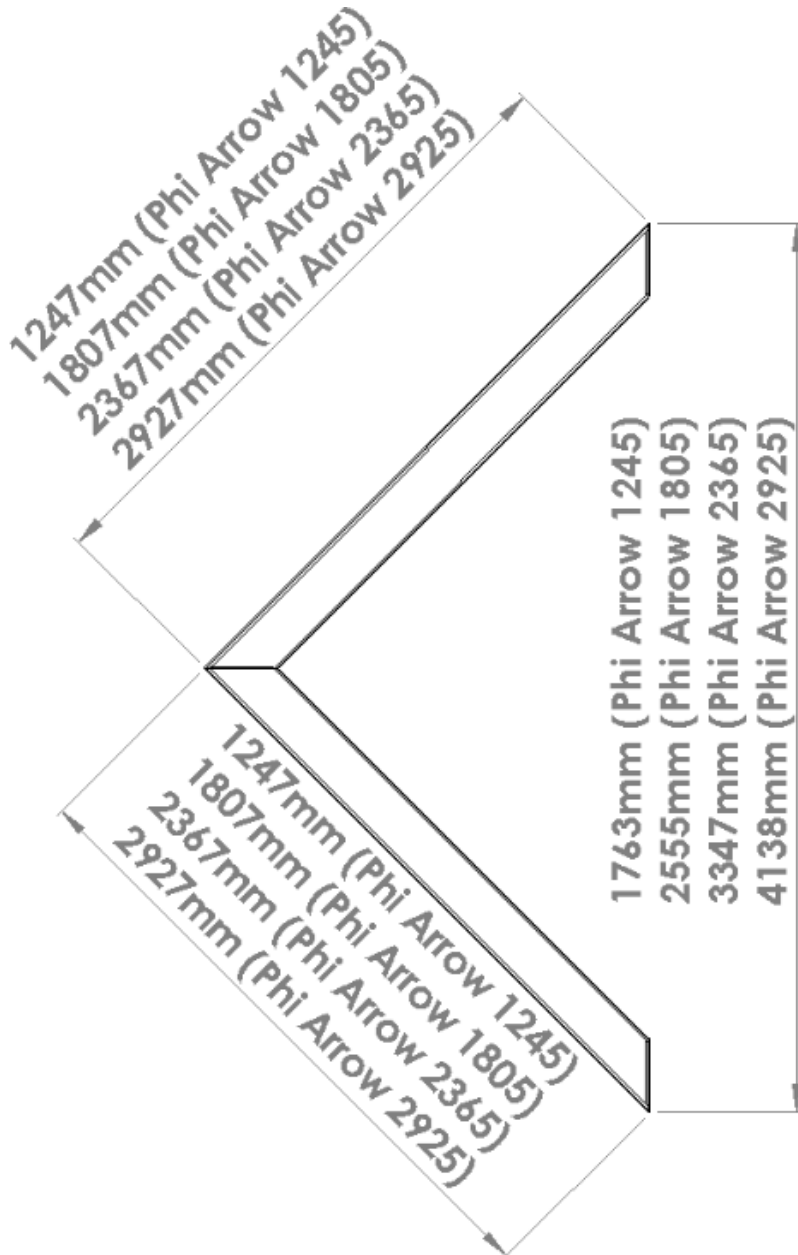 1247mm (Phi Arrow 1245)
1807mm (Phi Arrow 1805)
2367mm (Phi Arrow 2365)
2927mm (Phi Arrow 2925)
1763mm (Phi Arrow 1245)
2555mm (Phi Arrow 1805)
3347mm (Phi Arrow 2365)
4138mm (Phi Arrow 2925)
1247mm (Phi Arrow 1245)
1807mm (Phi Arrow 1805)
2367mm (Phi Arrow 2365)
2927mm (Phi Arrow 2925)